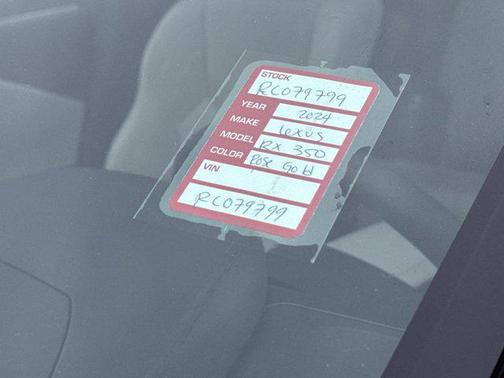 STOCK
RC079799
YEAR 2024
MAKE Lexus
MODEL RX 350
COLOR Rose Gold
VIN
RC079799